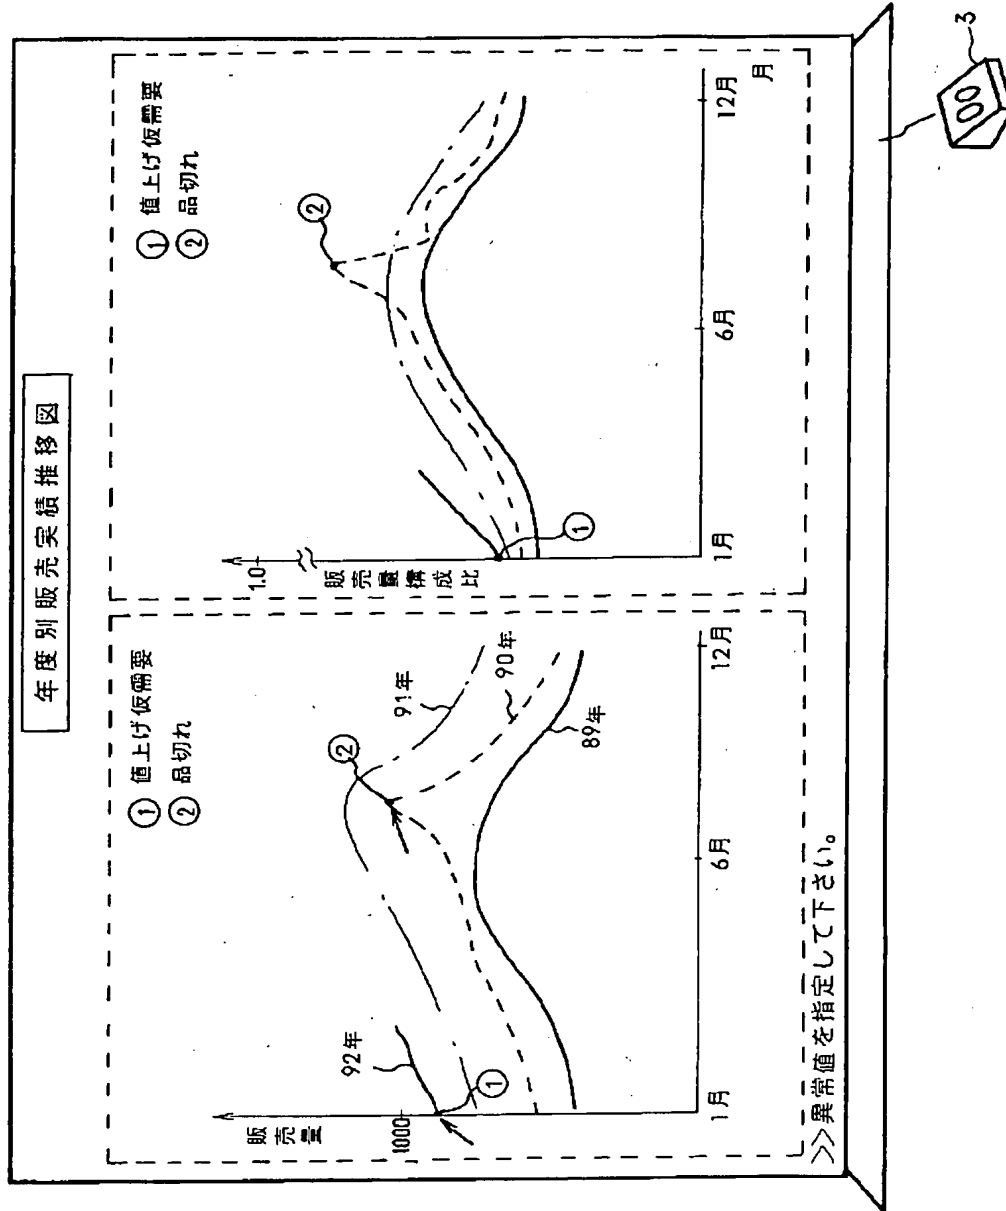 年度別販売実績推移図
① 値上げ仮需要
② 品切れ
販売量
1000
92年
91年
90年
89年
①
②
1月
6月
12月
① 値上げ仮需要
② 品切れ
1.0
販売量構成比
①
②
1月
6月
12月
月
>>異常値を指定して下さい。
3